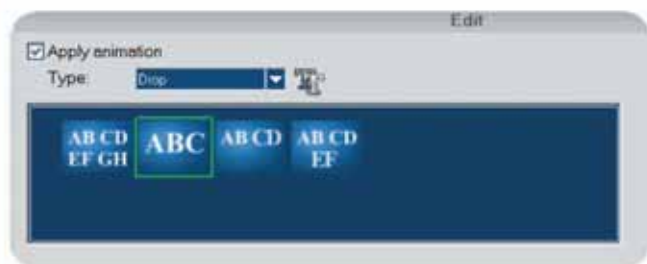 Edit
Apply animation
Type: Drop
AB CD
EF GH
ABC
AB CD
AB CD
EF